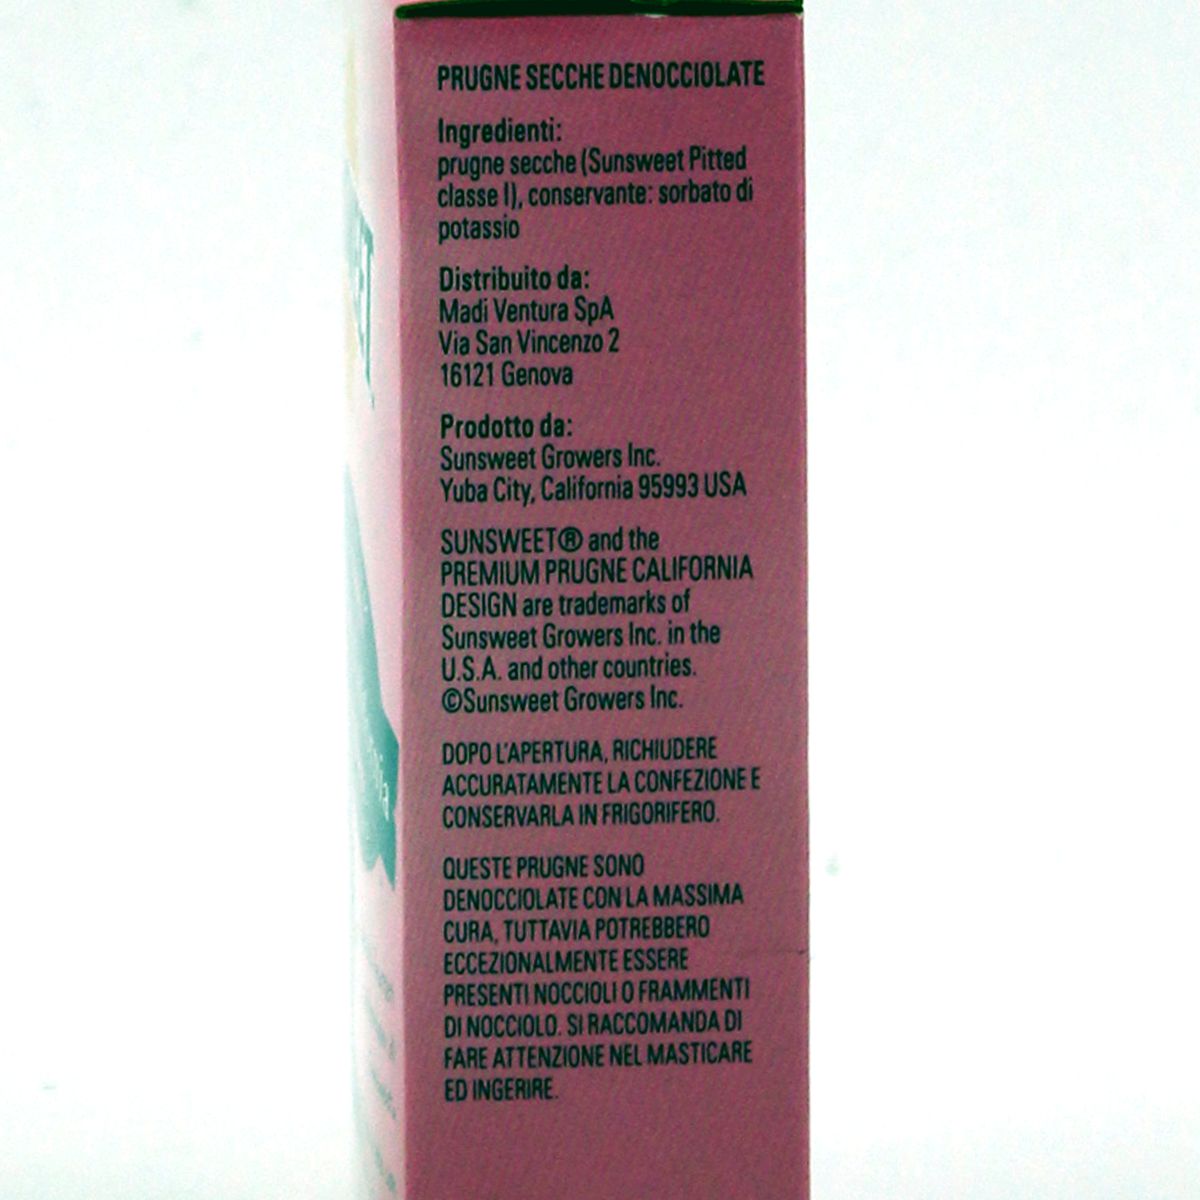 PRUGNE SECCHE DENOCCIOLATE
Ingredienti:
prugne secche (Sunsweet Pitted
classe I), conservante: sorbato di
potassio
Distribuito da:
Madi Ventura SpA
Via San Vincenzo 2
16121 Genova
Prodotto da:
Sunsweet Growers Inc.
Yuba City, California 95993 USA
SUNSWEET® and the
PREMIUM PRUGNE CALIFORNIA
DESIGN are trademarks of
Sunsweet Growers Inc. in the
U.S.A. and other countries.
©Sunsweet Growers Inc.
DOPO L'APERTURA, RICHIUDERE
ACCURATAMENTE LA CONFEZIONE E
CONSERVARLA IN FRIGORIFERO.
QUESTE PRUGNE SONO
DENOCCIOLATE CON LA MASSIMA
CURA, TUTTAVIA POTREBBERO
ECCEZIONALMENTE ESSERE
PRESENTI NOCCIOLI O FRAMMENTI
DI NOCCIOLO. SI RACCOMANDA DI
FARE ATTENZIONE NEL MASTICARE
ED INGERIRE.